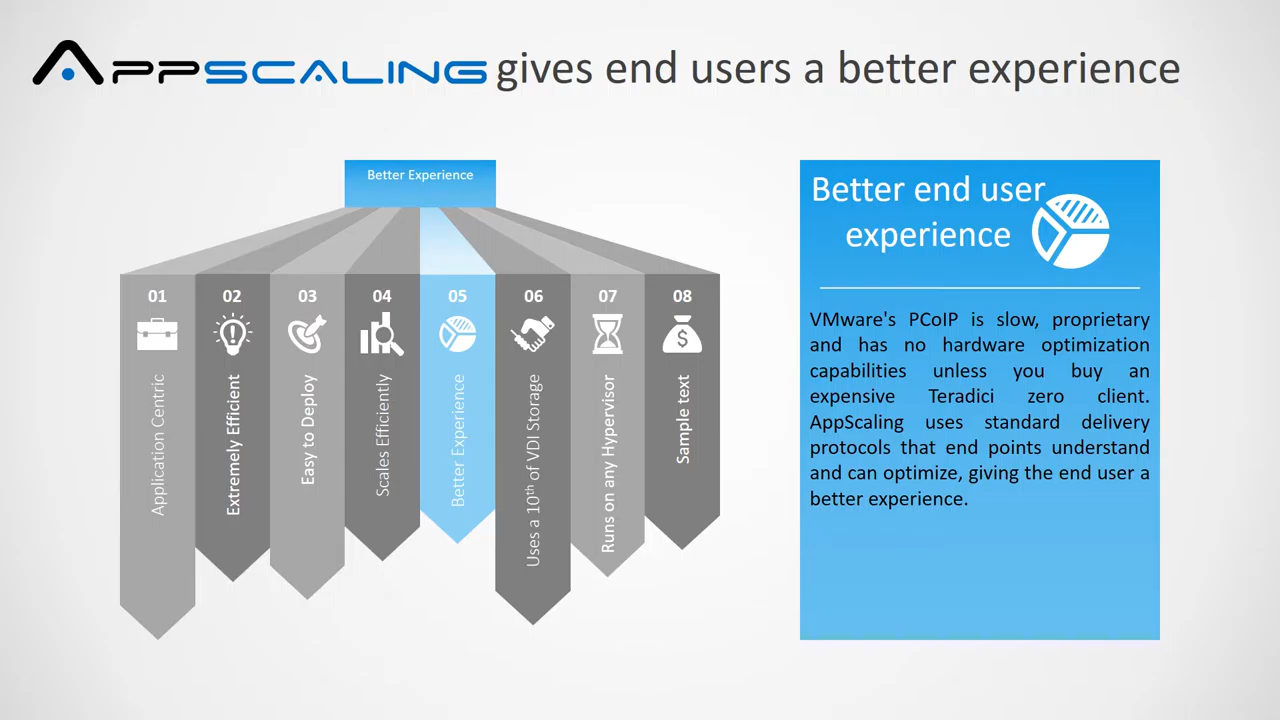 APPSCALING gives end users a better experience
Better Experience
01
02
03
04
05
06
07
08
$
Application Centric
Extremely Efficient
Easy to Deploy
Scales Efficiently
Better Experience
Uses a 10th of VDI Storage
Runs on any Hypervisor
Sample text
Better end user
experience
VMware's PCoIP is slow, proprietary
and has no hardware optimization
capabilities unless you buy an
expensive Teradici zero client.
AppScaling uses standard delivery
protocols that end points understand
and can optimize, giving the end user a
better experience.